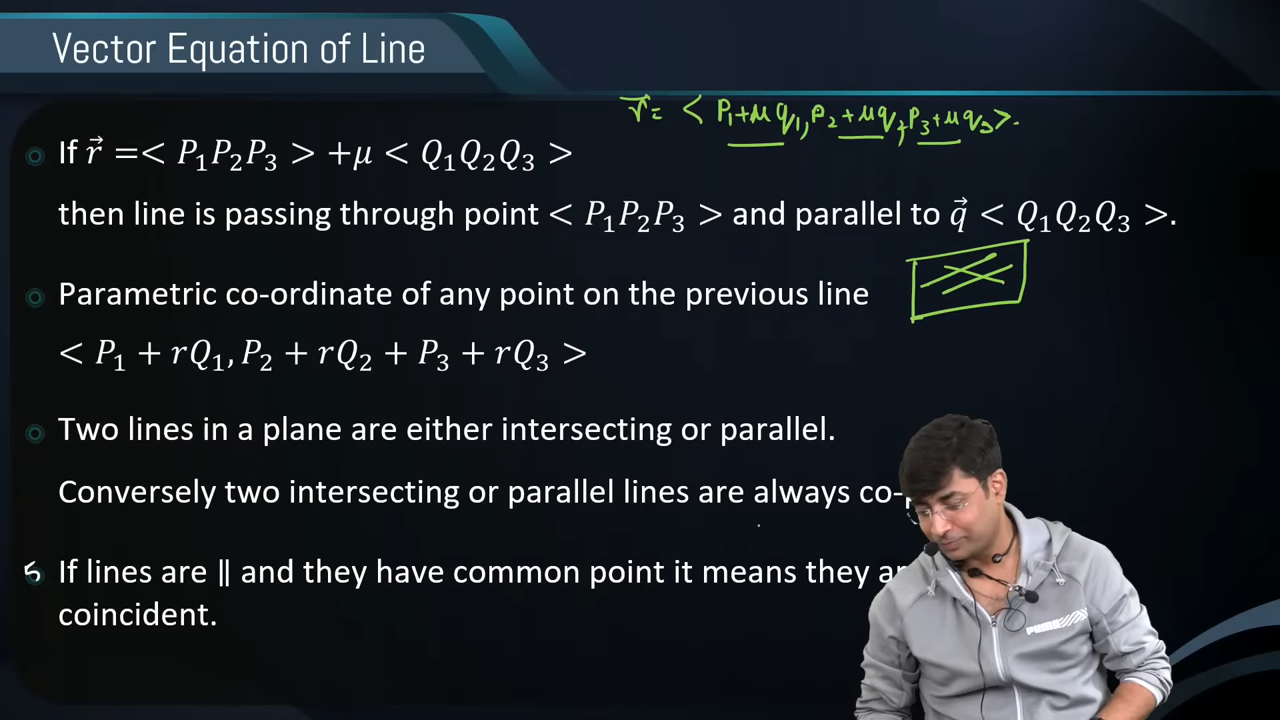 Vector Equation of Line
r⃗ = < P₁+μq₁, P₂+μq₂, P₃+μq₃ >.
If r⃗ =< P₁P₂P₃ > +μ < Q₁Q₂Q₃ >
then line is passing through point < P₁P₂P₃ > and parallel to q⃗ < Q₁Q₂Q₃ >.
Parametric co-ordinate of any point on the previous line
< P₁ + rQ₁, P₂ + rQ₂ + P₃ + rQ₃ >
Two lines in a plane are either intersecting or parallel.
Conversely two intersecting or parallel lines are always co-
If lines are ∥ and they have common point it means they
coincident.
PUMA